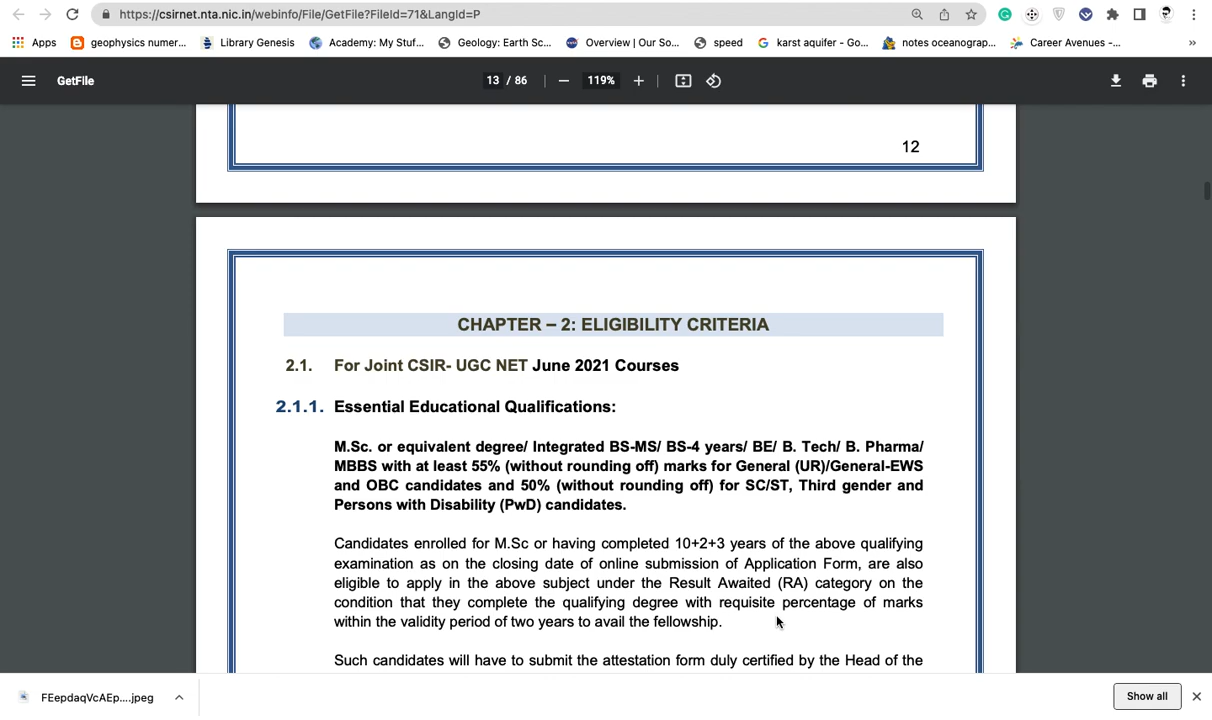 https://csirnet.nta.nic.in/webinfo/File/GetFile?FileId=71&LangId=P
Apps geophysics numer... Library Genesis Academy: My Stuf... Geology: Earth Sc... Overview | Our So... speed karst aquifer - Go... notes oceanograp... Career Avenues -... »
GetFile 13 / 86 119%
12
CHAPTER – 2: ELIGIBILITY CRITERIA
2.1. For Joint CSIR- UGC NET June 2021 Courses
2.1.1. Essential Educational Qualifications:
M.Sc. or equivalent degree/ Integrated BS-MS/ BS-4 years/ BE/ B. Tech/ B. Pharma/
MBBS with at least 55% (without rounding off) marks for General (UR)/General-EWS
and OBC candidates and 50% (without rounding off) for SC/ST, Third gender and
Persons with Disability (PwD) candidates.
Candidates enrolled for M.Sc or having completed 10+2+3 years of the above qualifying
examination as on the closing date of online submission of Application Form, are also
eligible to apply in the above subject under the Result Awaited (RA) category on the
condition that they complete the qualifying degree with requisite percentage of marks
within the validity period of two years to avail the fellowship.
Such candidates will have to submit the attestation form duly certified by the Head of the
FEepdaqVcAEp....jpeg Show all